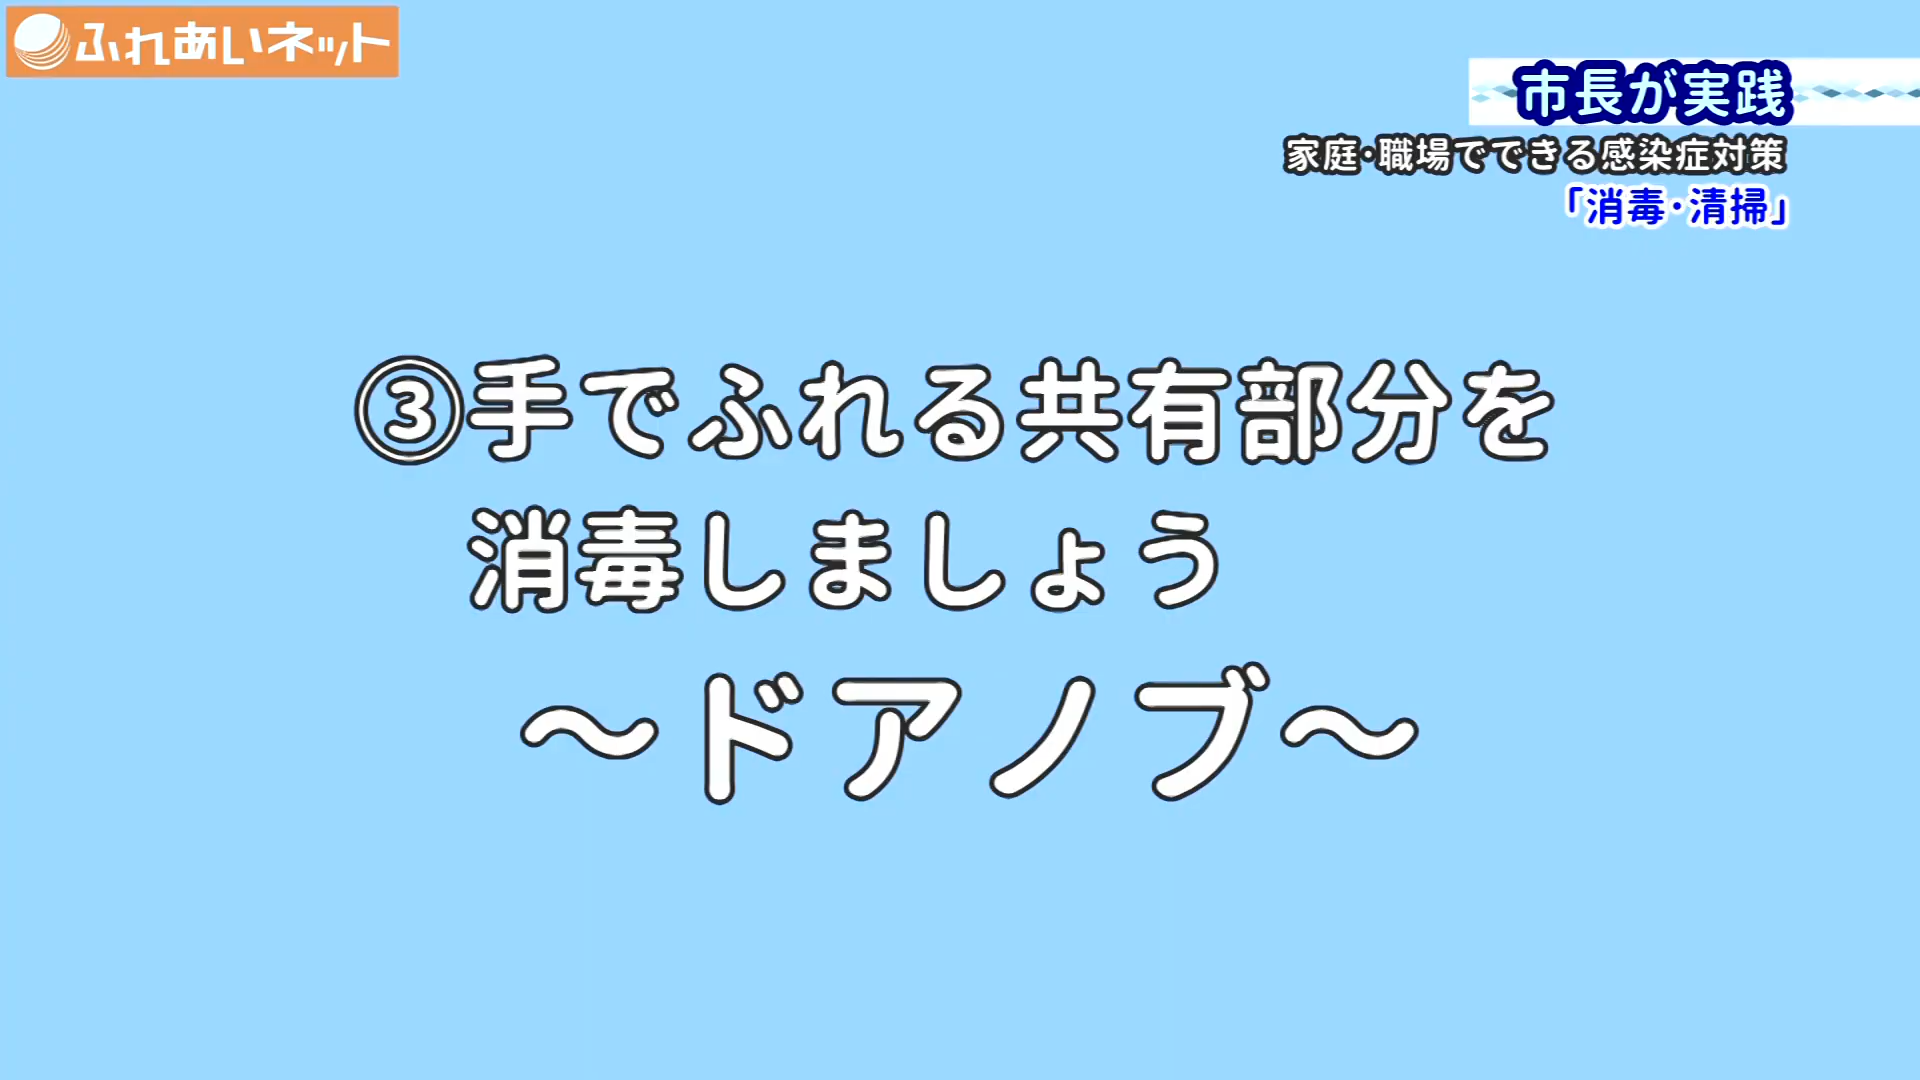 ふれあいネット
市長が実践
家庭・職場でできる感染症対策
「消毒・清掃」
③手でふれる共有部分を
消毒しましょう
～ドアノブ～